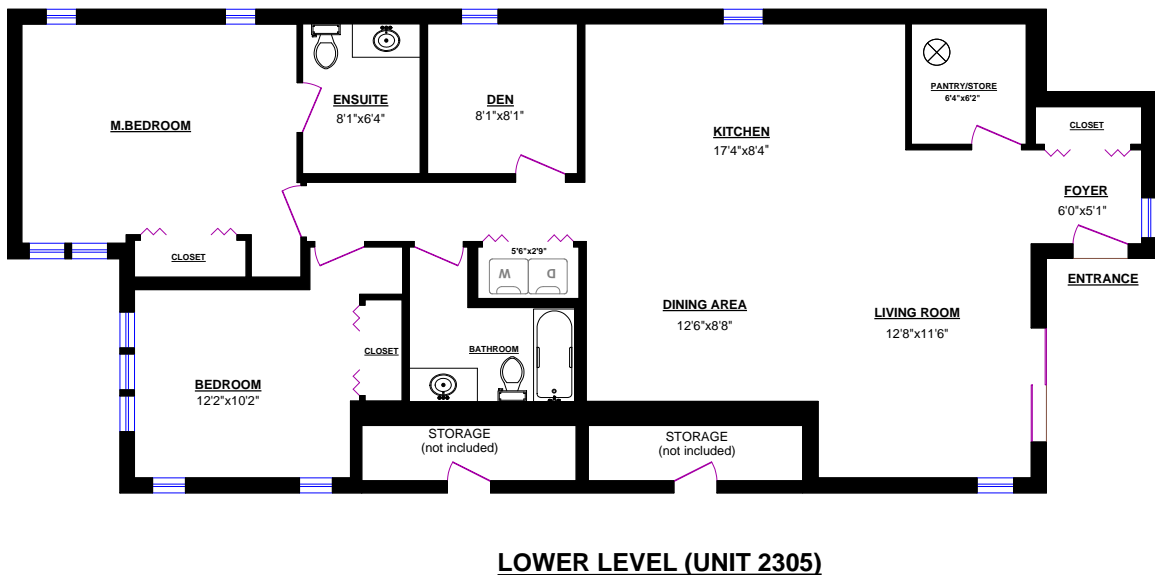 M.BEDROOM
ENSUITE
8'1"x6'4"
DEN
8'1"x8'1"
KITCHEN
17'4"x8'4"
PANTRY/STORE
6'4"x6'2"
CLOSET
FOYER
6'0"x5'1"
ENTRANCE
CLOSET
5'6"x2'9"
W
D
DINING AREA
12'6"x8'8"
LIVING ROOM
12'8"x11'6"
BATHROOM
CLOSET
BEDROOM
12'2"x10'2"
STORAGE
(not included)
STORAGE
(not included)
LOWER LEVEL (UNIT 2305)